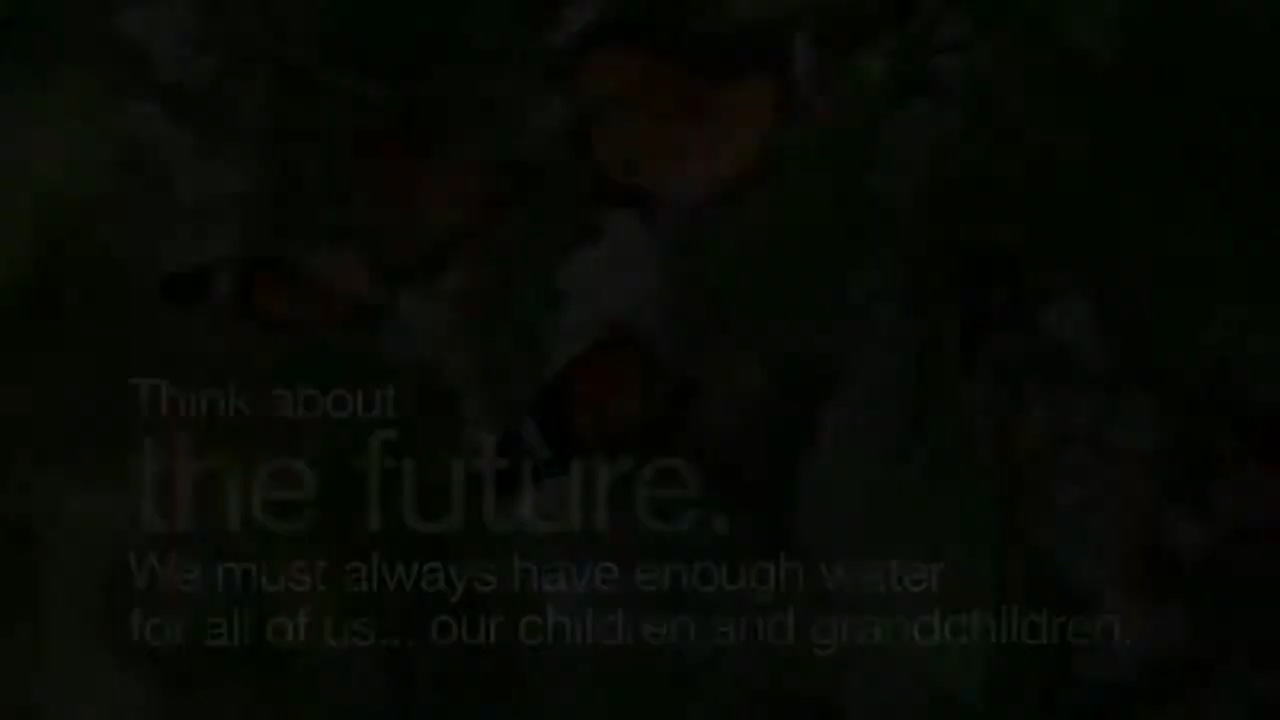 Think about
the future.
We must always have enough water
for all of us... our children and grandchildren.